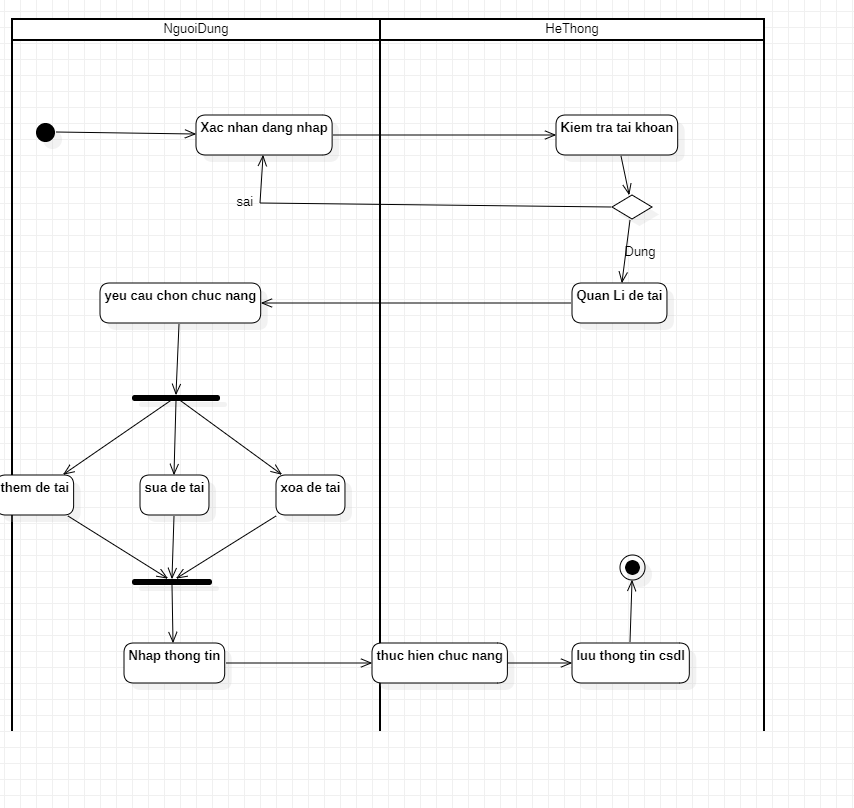 NguoiDung
HeThong
Xac nhan dang nhap
Kiem tra tai khoan
sai
Dung
yeu cau chon chuc nang
Quan Li de tai
them de tai
sua de tai
xoa de tai
Nhap thong tin
thuc hien chuc nang
luu thong tin csdl